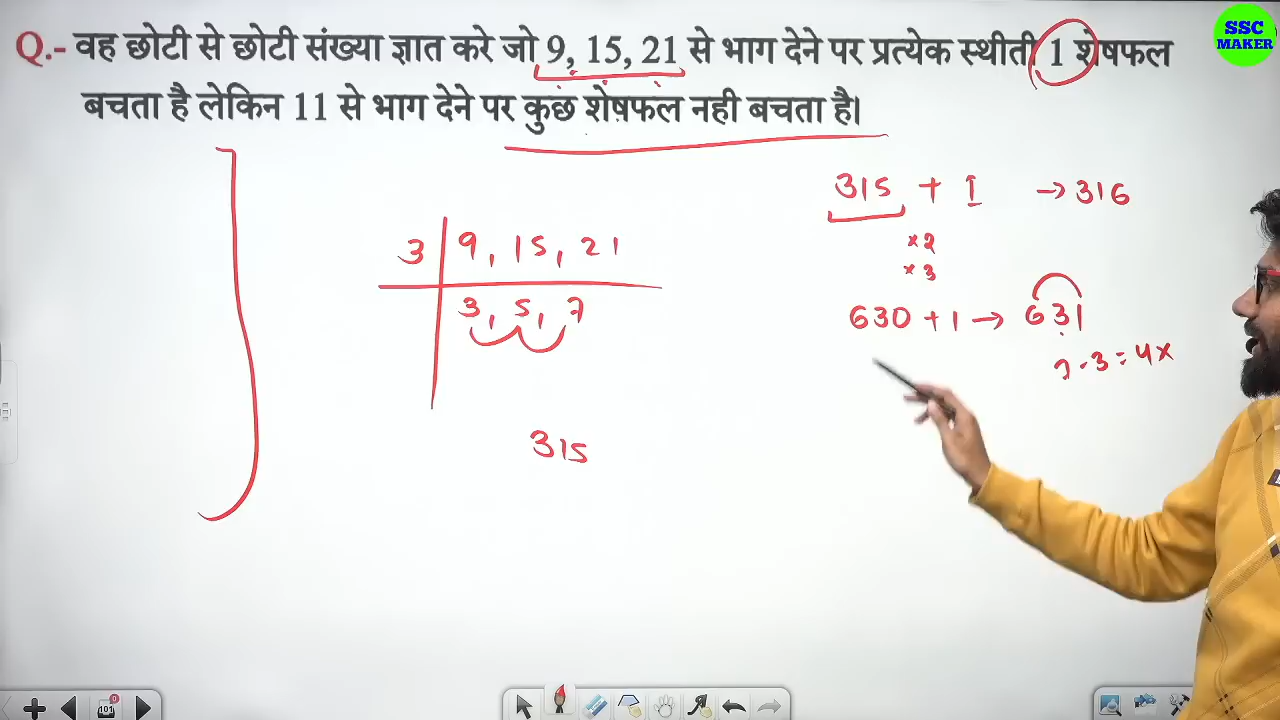 Q.- वह छोटी से छोटी संख्या ज्ञात करे जो 9, 15, 21 से भाग देने पर प्रत्येक स्थीती 1 शेषफल
बचता है लेकिन 11 से भाग देने पर कुछ शेषफल नही बचता है।
SSC
MAKER
315 + 1 → 316
×2
×3
3 | 9, 15, 21
3, 5, 7
630 + 1 → 631
7 - 3 = 4 ×
315